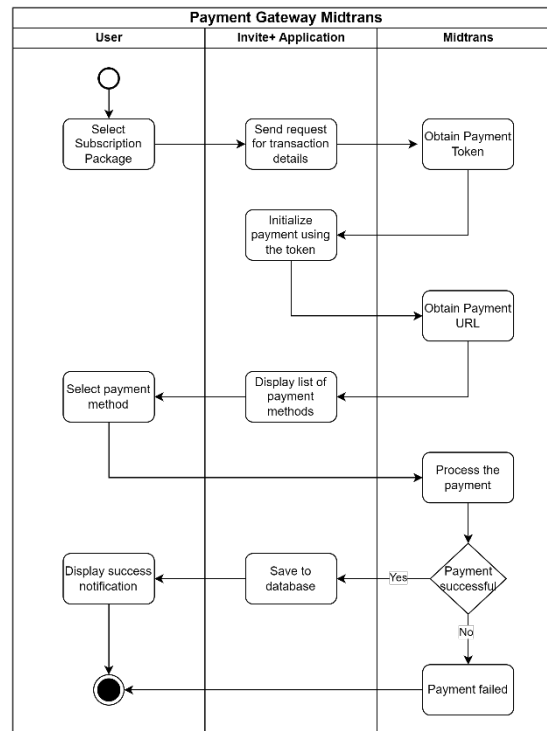 Payment Gateway Midtrans
User
Invite+ Application
Midtrans
Select
Subscription
Package
Send request
for transaction
details
Obtain Payment
Token
Initialize
payment using
the token
Obtain Payment
URL
Display list of
payment
methods
Select payment
method
Process the
payment
Payment
successful
Yes
Save to
database
Display success
notification
No
Payment failed